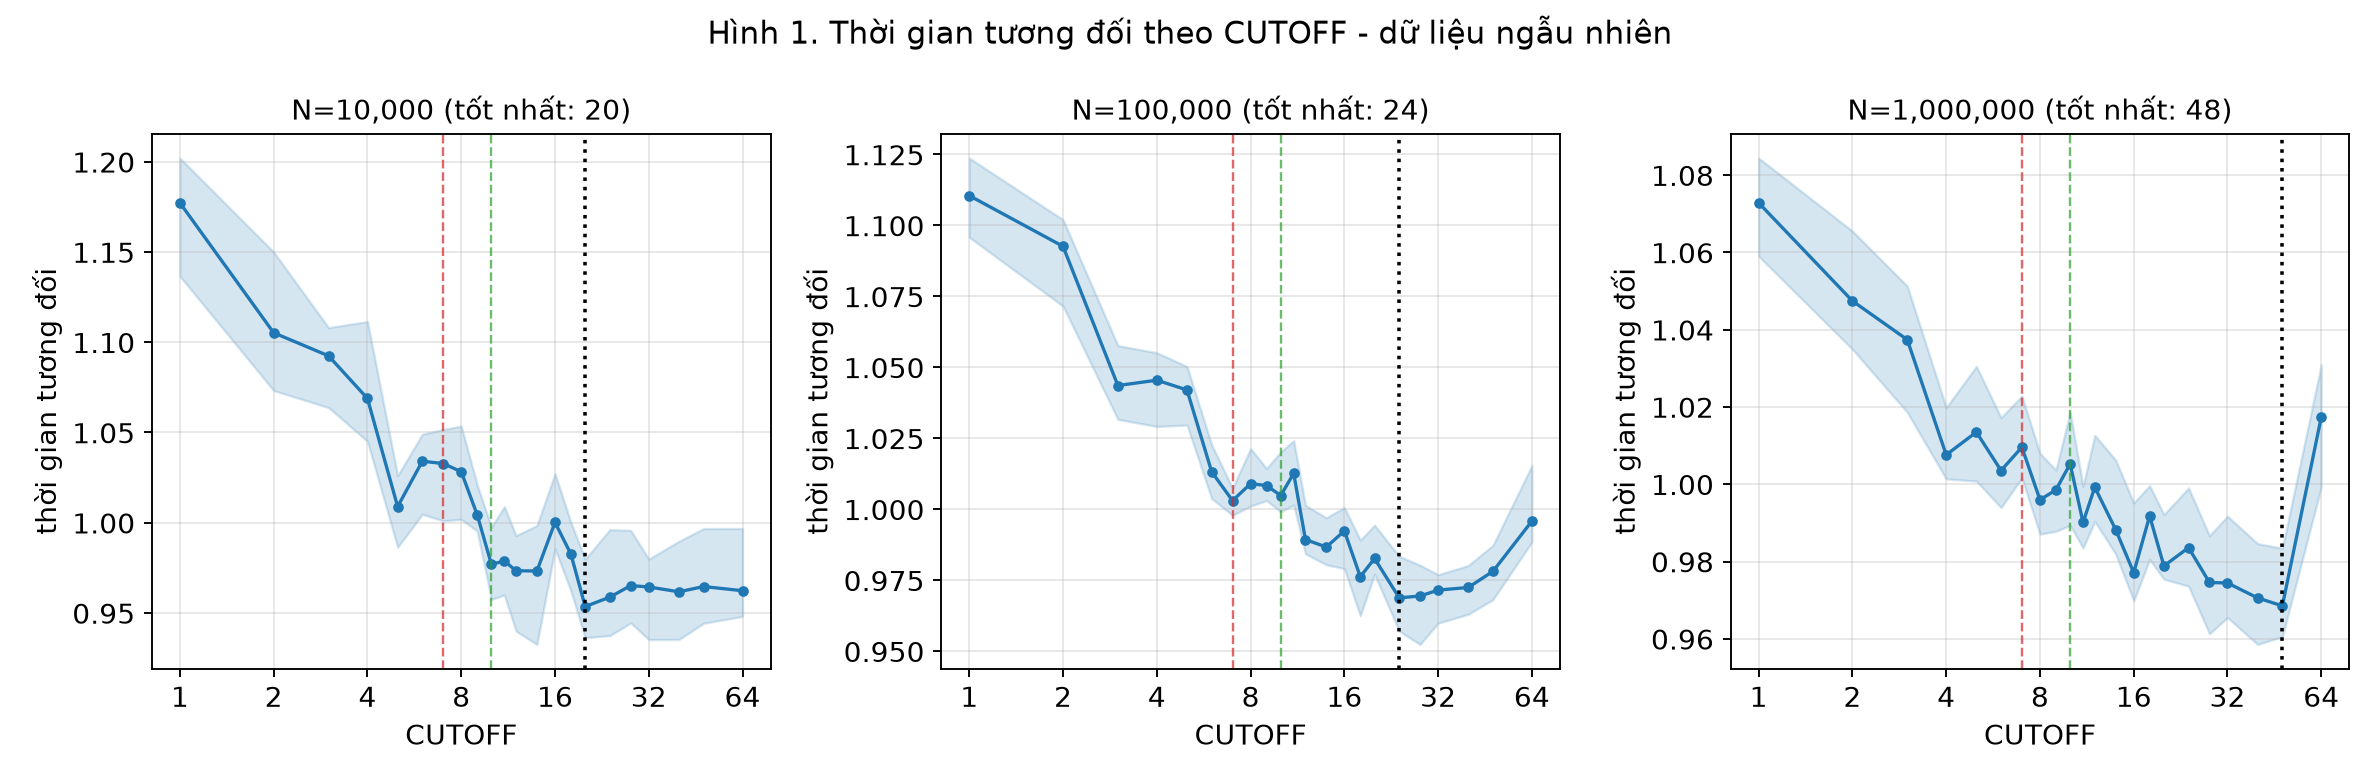 Hình 1. Thời gian tương đối theo CUTOFF - dữ liệu ngẫu nhiên
N=10,000 (tốt nhất: 20)
thời gian tương đối
1.20
1.15
1.10
1.05
1.00
0.95
1 2 4 8 16 32 64
CUTOFF
N=100,000 (tốt nhất: 24)
thời gian tương đối
1.125
1.100
1.075
1.050
1.025
1.000
0.975
0.950
1 2 4 8 16 32 64
CUTOFF
N=1,000,000 (tốt nhất: 48)
thời gian tương đối
1.08
1.06
1.04
1.02
1.00
0.98
0.96
1 2 4 8 16 32 64
CUTOFF